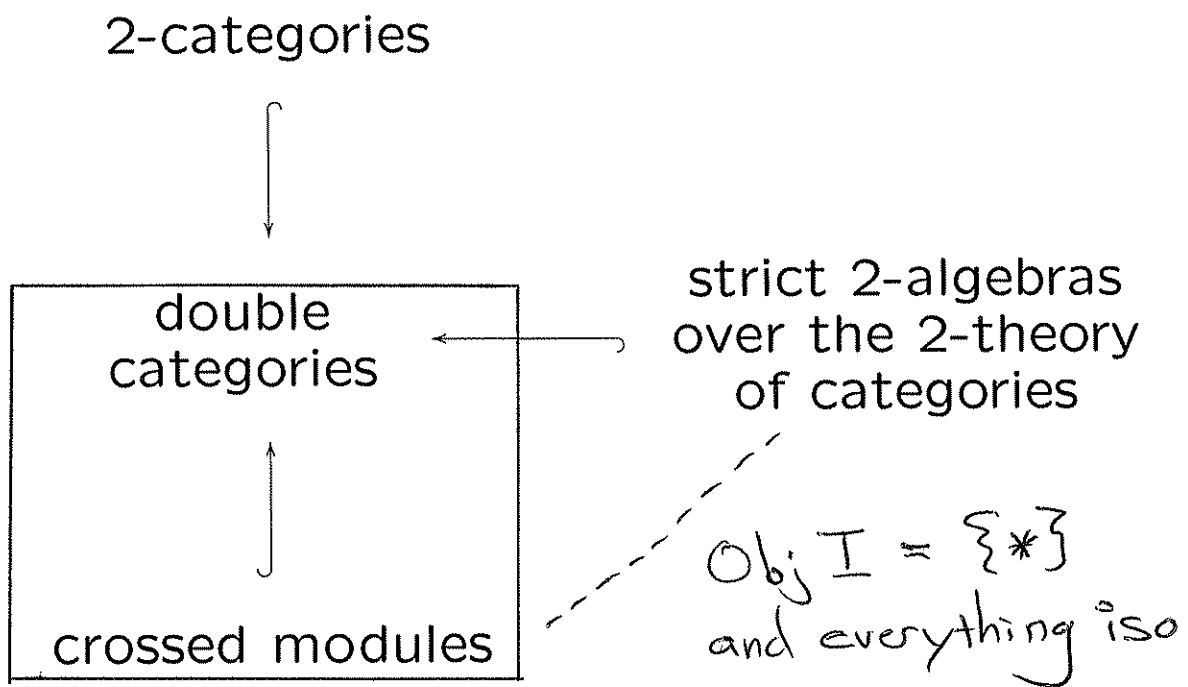 2-categories
double
categories
strict 2-algebras
over the 2-theory
of categories
crossed modules
Obj I = {*}
and everything iso